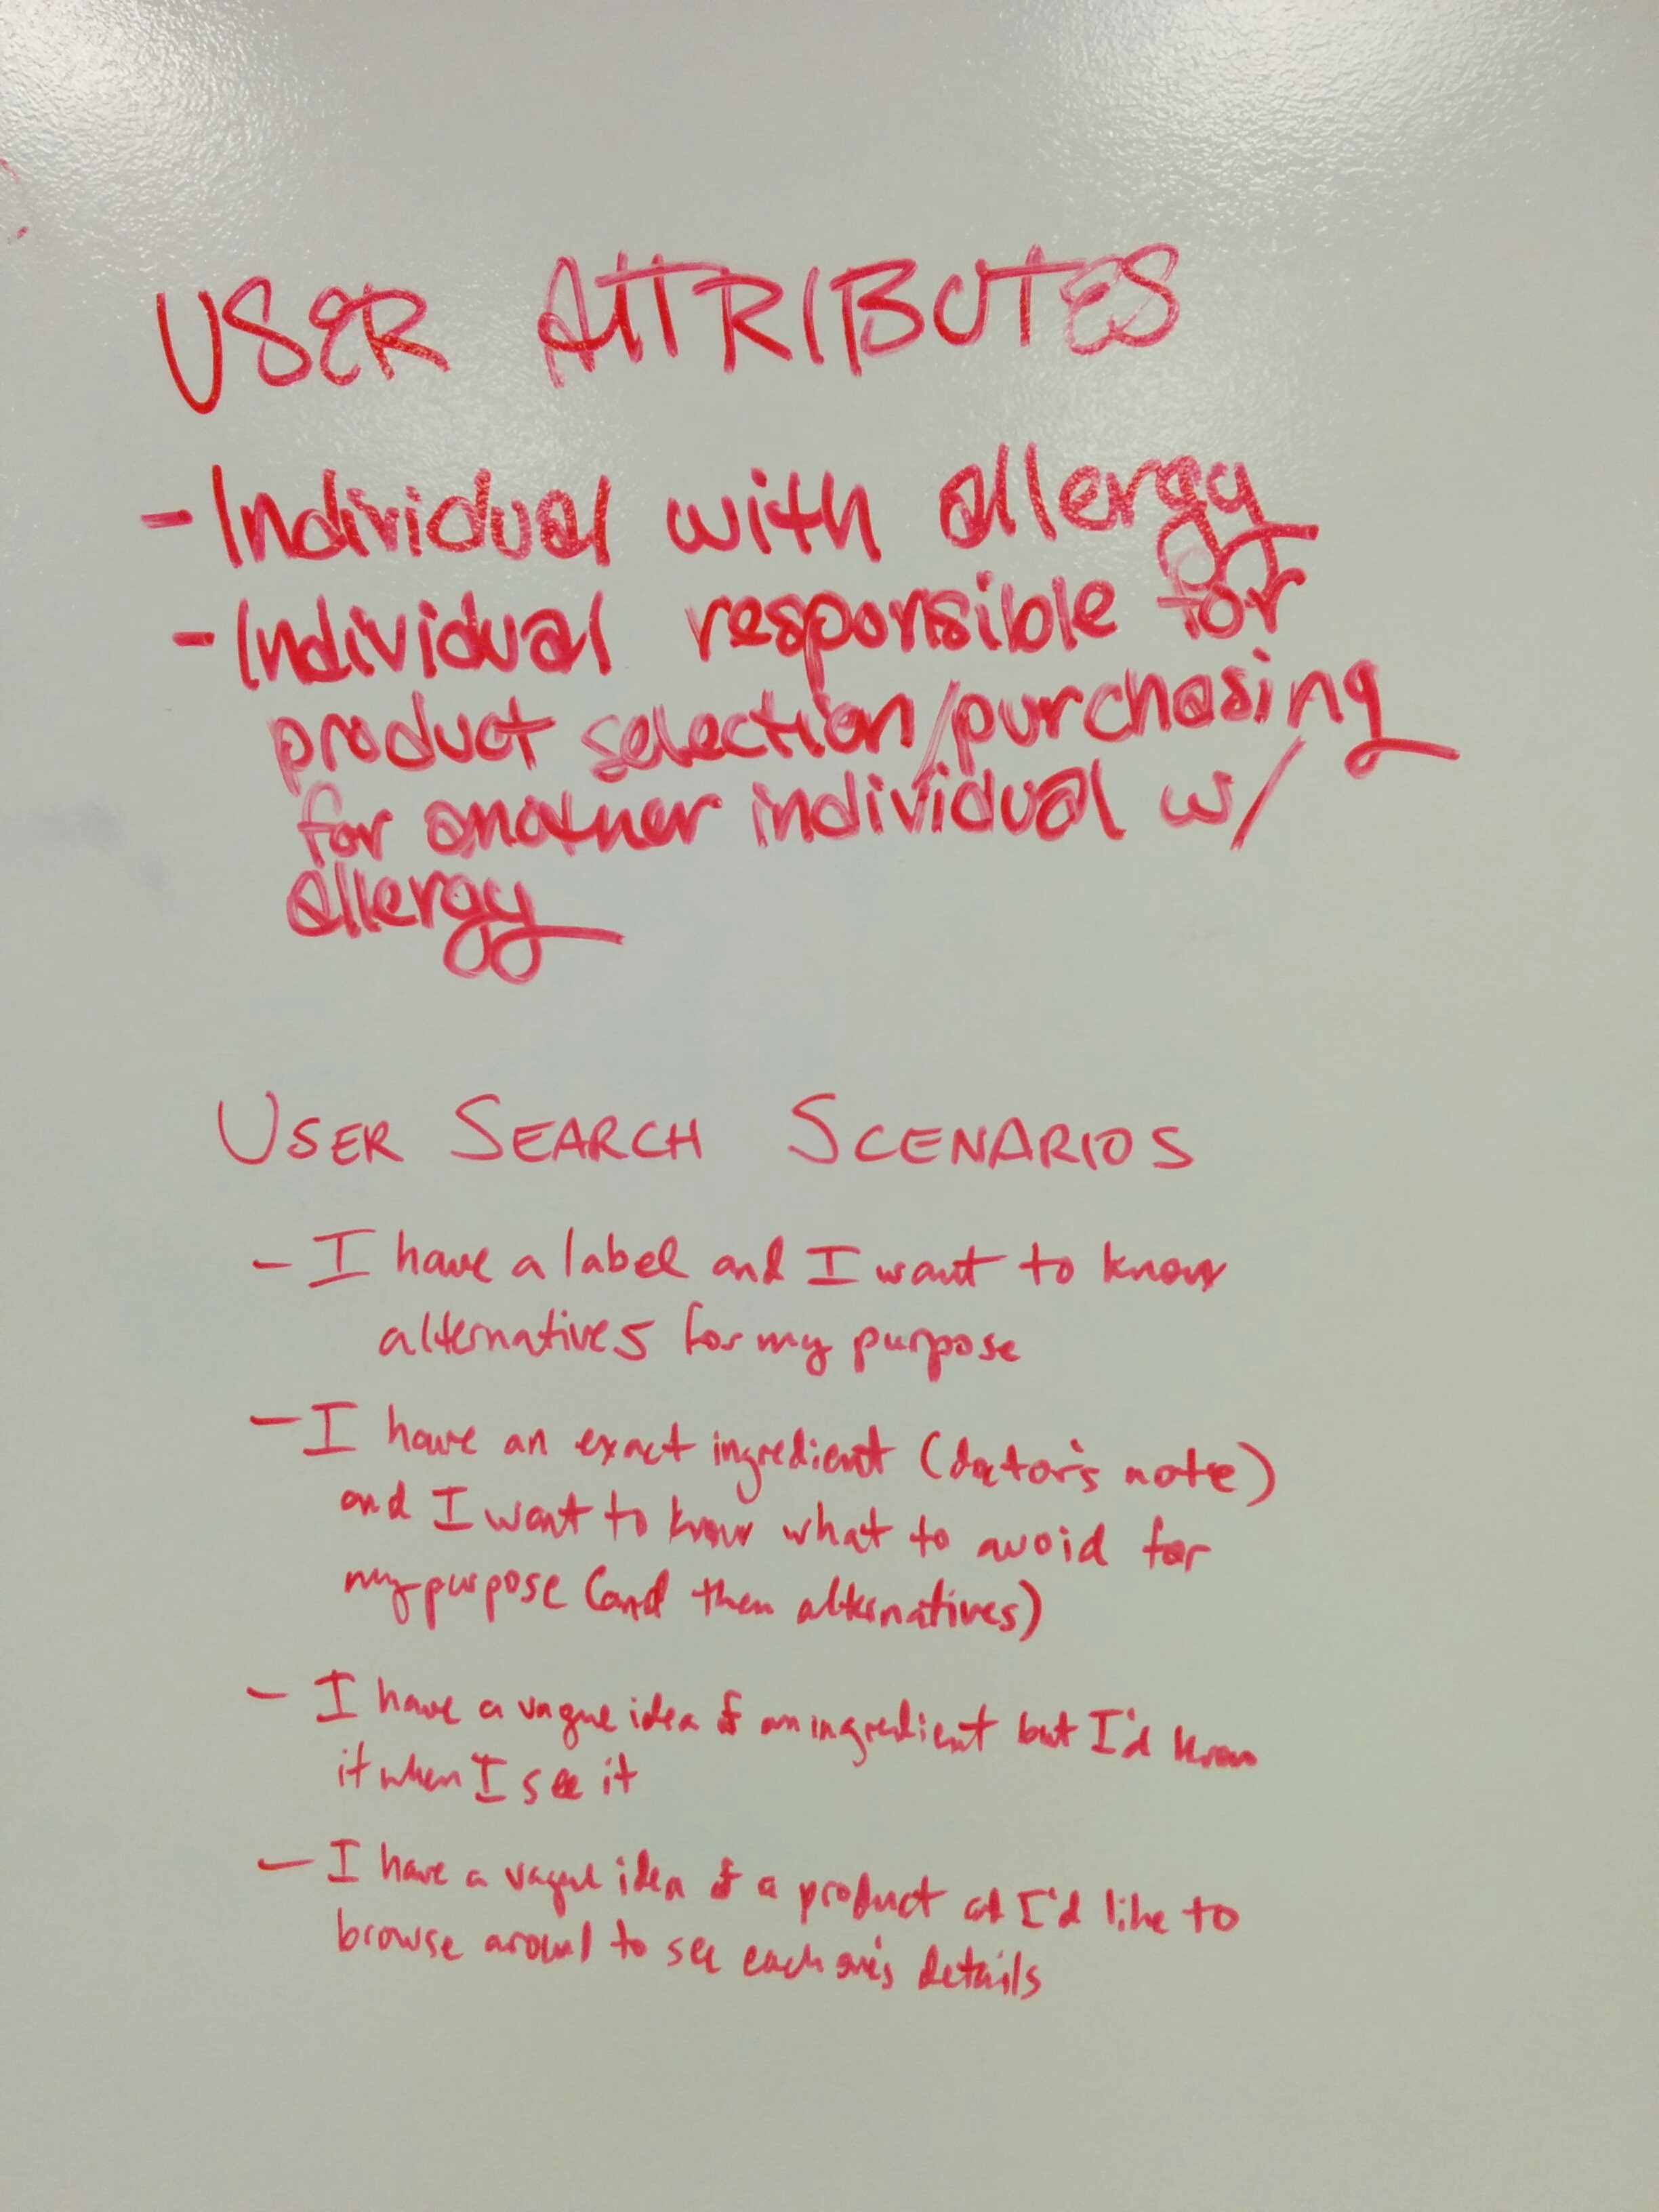 USER ATTRIBUTES
- Individual with allergy
- Individual responsible for
product selection/purchasing
for another individual w/
allergy
USER SEARCH SCENARIOS
- I have a label and I want to know
alternatives for my purpose
- I have an exact ingredient (doctor's note)
and I want to know what to avoid for
my purpose (and then alternatives)
- I have a vague idea of an ingredient but I'd know
it when I see it
- I have a vague idea of a product and I'd like to
browse around to see each one's details